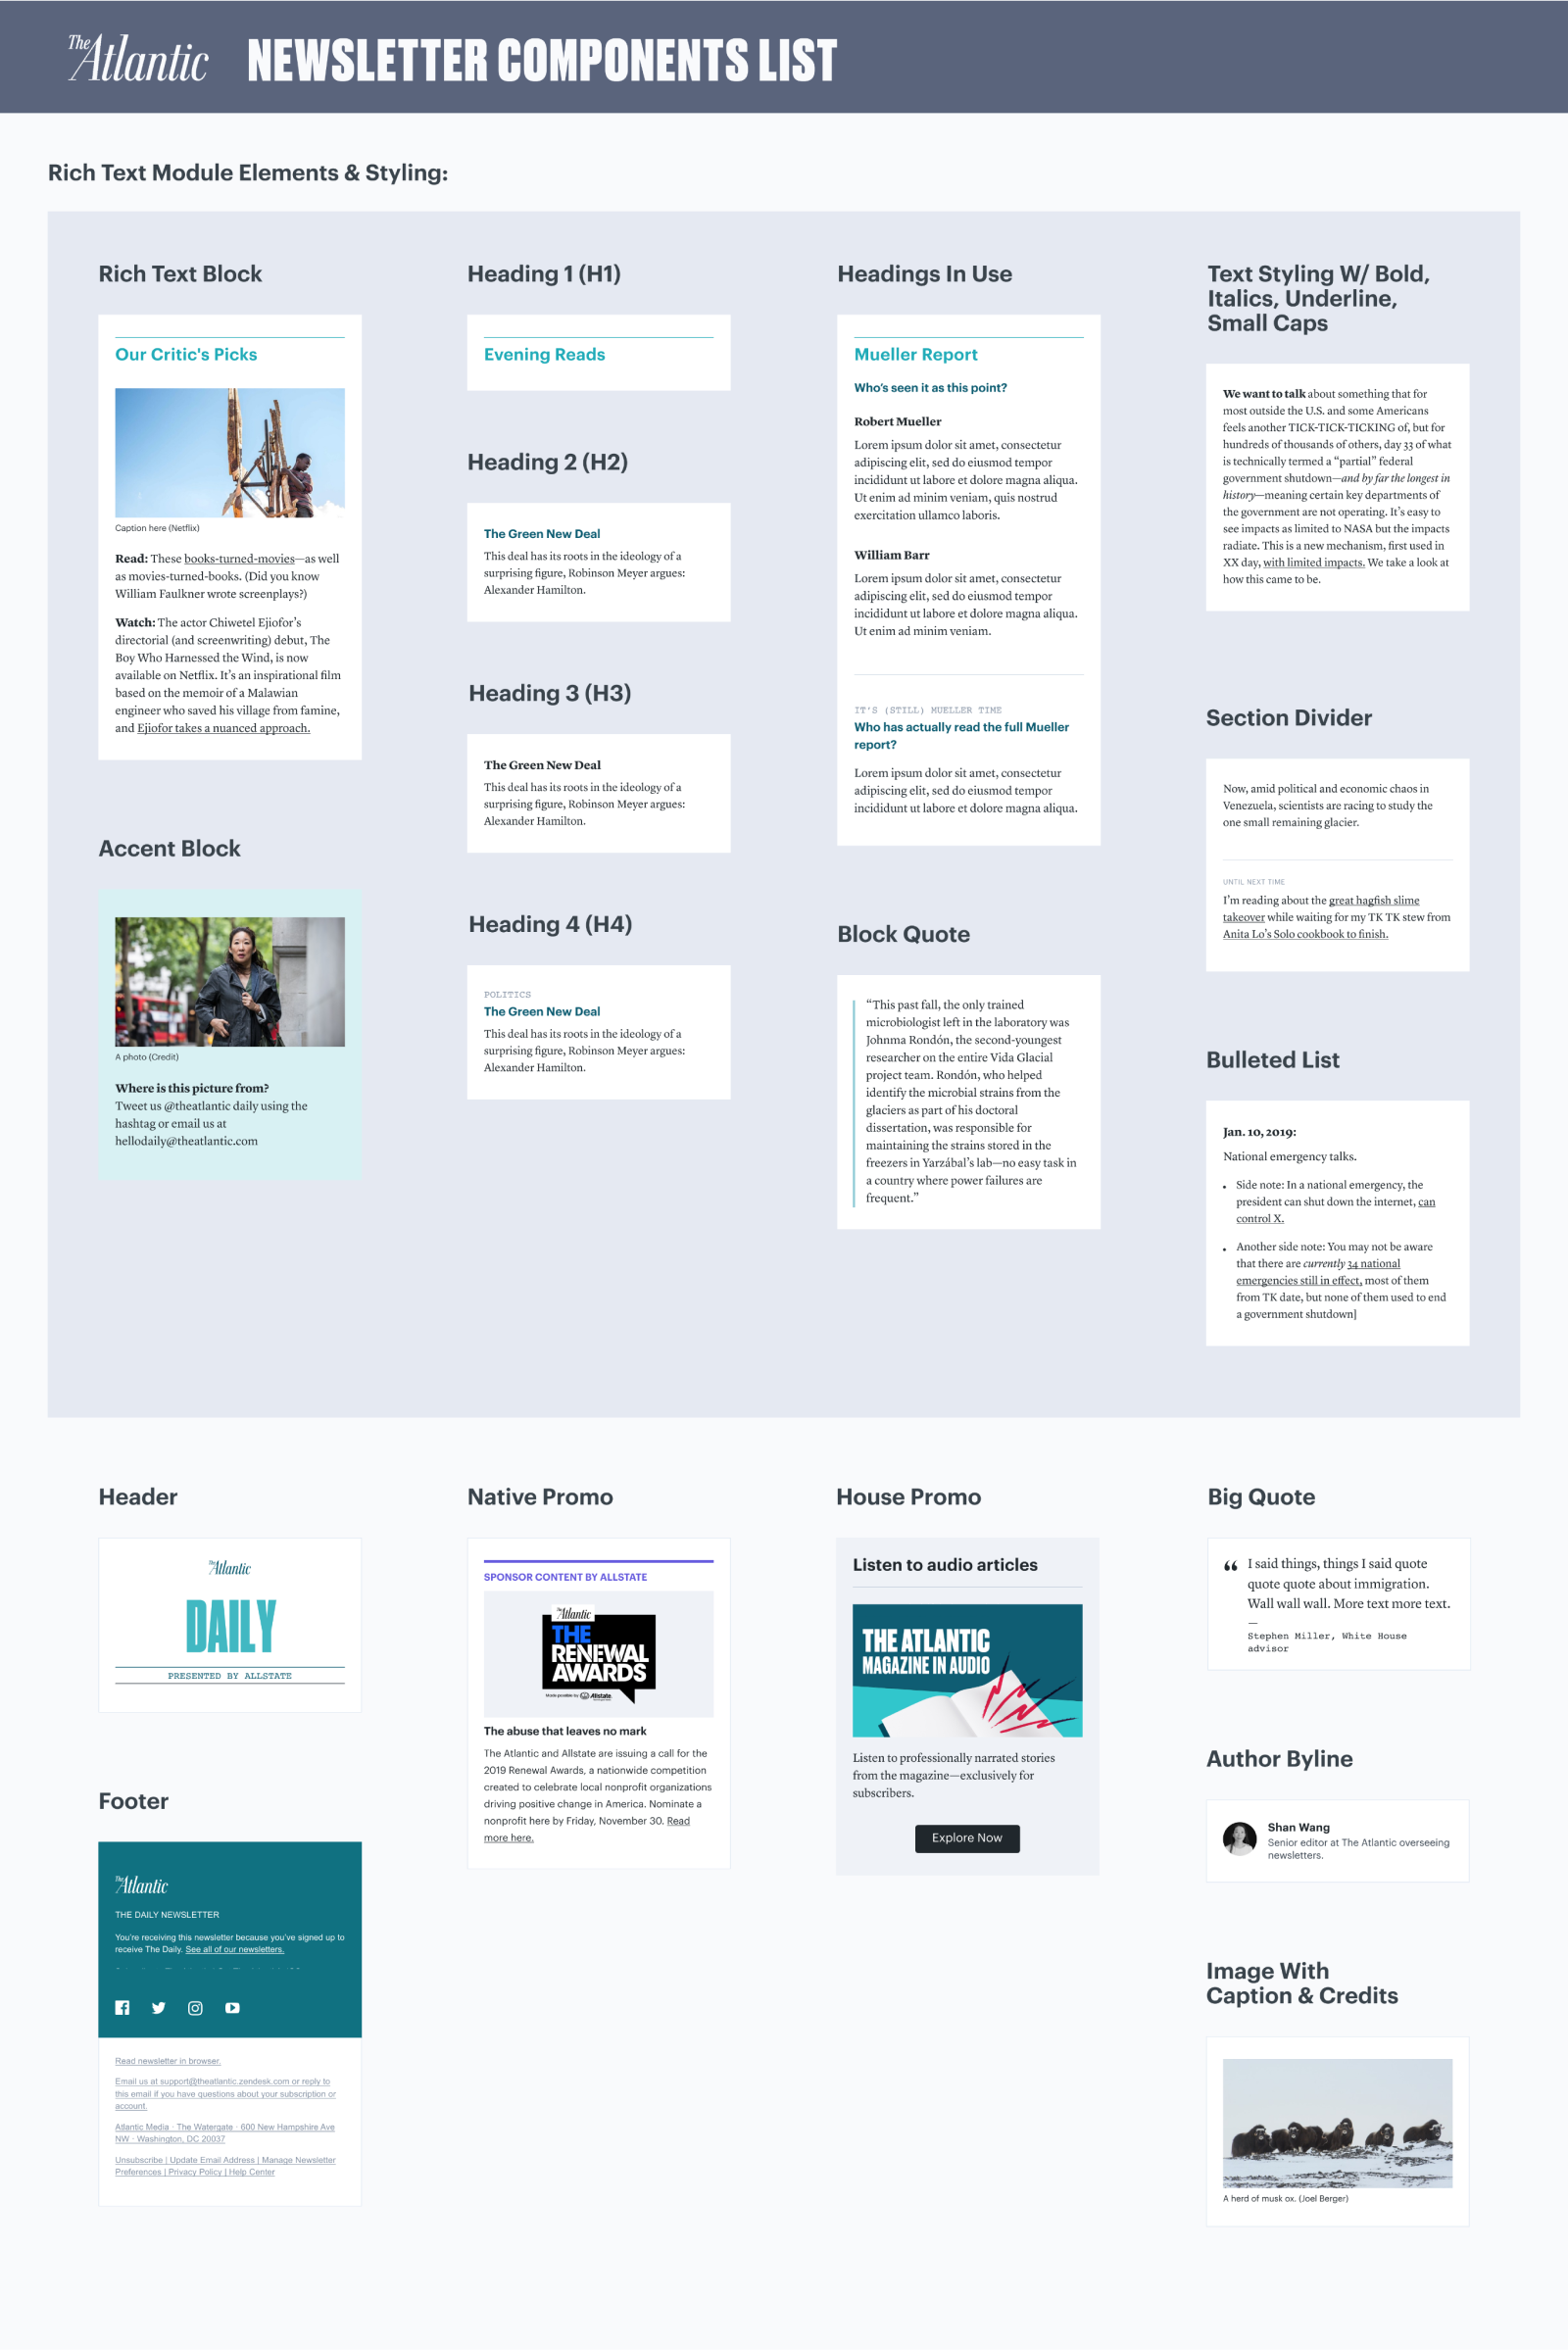 The Atlantic
NEWSLETTER COMPONENTS LIST
Rich Text Module Elements & Styling:
Rich Text Block
Our Critic's Picks
Caption here (Netflix)
Read: These books-turned-movies—as well
as movies-turned-books. (Did you know
William Faulkner wrote screenplays?)
Watch: The actor Chiwetel Ejiofor’s
directorial (and screenwriting) debut, The
Boy Who Harnessed the Wind, is now
available on Netflix. It’s an inspirational film
based on the memoir of a Malawian
engineer who saved his village from famine,
and Ejiofor takes a nuanced approach.
Accent Block
A photo (Credit)
Where is this picture from?
Tweet us @theatlantic daily using the
hashtag or email us at
hellodaily@theatlantic.com
Heading 1 (H1)
Evening Reads
Heading 2 (H2)
The Green New Deal
This deal has its roots in the ideology of a
surprising figure, Robinson Meyer argues:
Alexander Hamilton.
Heading 3 (H3)
The Green New Deal
This deal has its roots in the ideology of a
surprising figure, Robinson Meyer argues:
Alexander Hamilton.
Heading 4 (H4)
POLITICS
The Green New Deal
This deal has its roots in the ideology of a
surprising figure, Robinson Meyer argues:
Alexander Hamilton.
Headings In Use
Mueller Report
Who’s seen it as this point?
Robert Mueller
Lorem ipsum dolor sit amet, consectetur
adipiscing elit, sed do eiusmod tempor
incididunt ut labore et dolore magna aliqua.
Ut enim ad minim veniam, quis nostrud
exercitation ullamco laboris.
William Barr
Lorem ipsum dolor sit amet, consectetur
adipiscing elit, sed do eiusmod tempor
incididunt ut labore et dolore magna aliqua.
Ut enim ad minim veniam.
IT'S (STILL) MUELLER TIME
Who has actually read the full Mueller
report?
Lorem ipsum dolor sit amet, consectetur
adipiscing elit, sed do eiusmod tempor
incididunt ut labore et dolore magna aliqua.
Block Quote
“This past fall, the only trained
microbiologist left in the laboratory was
Johnma Rondón, the second-youngest
researcher on the entire Vida Glacial
project team. Rondón, who helped
identify the microbial strains from the
glaciers as part of his doctoral
dissertation, was responsible for
maintaining the strains stored in the
freezers in Yarzábal’s lab—no easy task in
a country where power failures are
frequent.”
Text Styling W/ Bold,
Italics, Underline,
Small Caps
We want to talk about something that for
most outside the U.S. and some Americans
feels another TICK-TICK-TICKING of, but for
hundreds of thousands of others, day 33 of what
is technically termed a “partial” federal
government shutdown—and by far the longest in
history—meaning certain key departments of
the government are not operating. It’s easy to
see impacts as limited to NASA but the impacts
radiate. This is a new mechanism, first used in
XX day, with limited impacts. We take a look at
how this came to be.
Section Divider
Now, amid political and economic chaos in
Venezuela, scientists are racing to study the
one small remaining glacier.
UNTIL NEXT TIME
I’m reading about the great hagfish slime
takeover while waiting for my TK TK stew from
Anita Lo’s Solo cookbook to finish.
Bulleted List
Jan. 10, 2019:
National emergency talks.
• Side note: In a national emergency, the
president can shut down the internet, can
control X.
• Another side note: You may not be aware
that there are currently 34 national
emergencies still in effect, most of them
from TK date, but none of them used to end
a government shutdown]
Header
The Atlantic
DAILY
PRESENTED BY ALLSTATE
Footer
The Atlantic
THE DAILY NEWSLETTER
You’re receiving this newsletter because you’ve signed up to
receive The Daily. See all of our newsletters.
Read newsletter in browser.
Email us at support@theatlantic.zendesk.com or reply to
this email if you have questions about your subscription or
account.
Atlantic Media · The Watergate · 600 New Hampshire Ave
NW · Washington, DC 20037
Unsubscribe | Update Email Address | Manage Newsletter
Preferences | Privacy Policy | Help Center
Native Promo
SPONSOR CONTENT BY ALLSTATE
The Atlantic
THE
RENEWAL
AWARDS
Made possible by Allstate
The abuse that leaves no mark
The Atlantic and Allstate are issuing a call for the
2019 Renewal Awards, a nationwide competition
created to celebrate local nonprofit organizations
driving positive change in America. Nominate a
nonprofit here by Friday, November 30. Read
more here.
House Promo
Listen to audio articles
THE ATLANTIC
MAGAZINE IN AUDIO
Listen to professionally narrated stories
from the magazine—exclusively for
subscribers.
Explore Now
Big Quote
“ I said things, things I said quote
quote quote about immigration.
Wall wall wall. More text more text.
—
Stephen Miller, White House
advisor
Author Byline
Shan Wang
Senior editor at The Atlantic overseeing
newsletters.
Image With
Caption & Credits
A herd of musk ox. (Joel Berger)